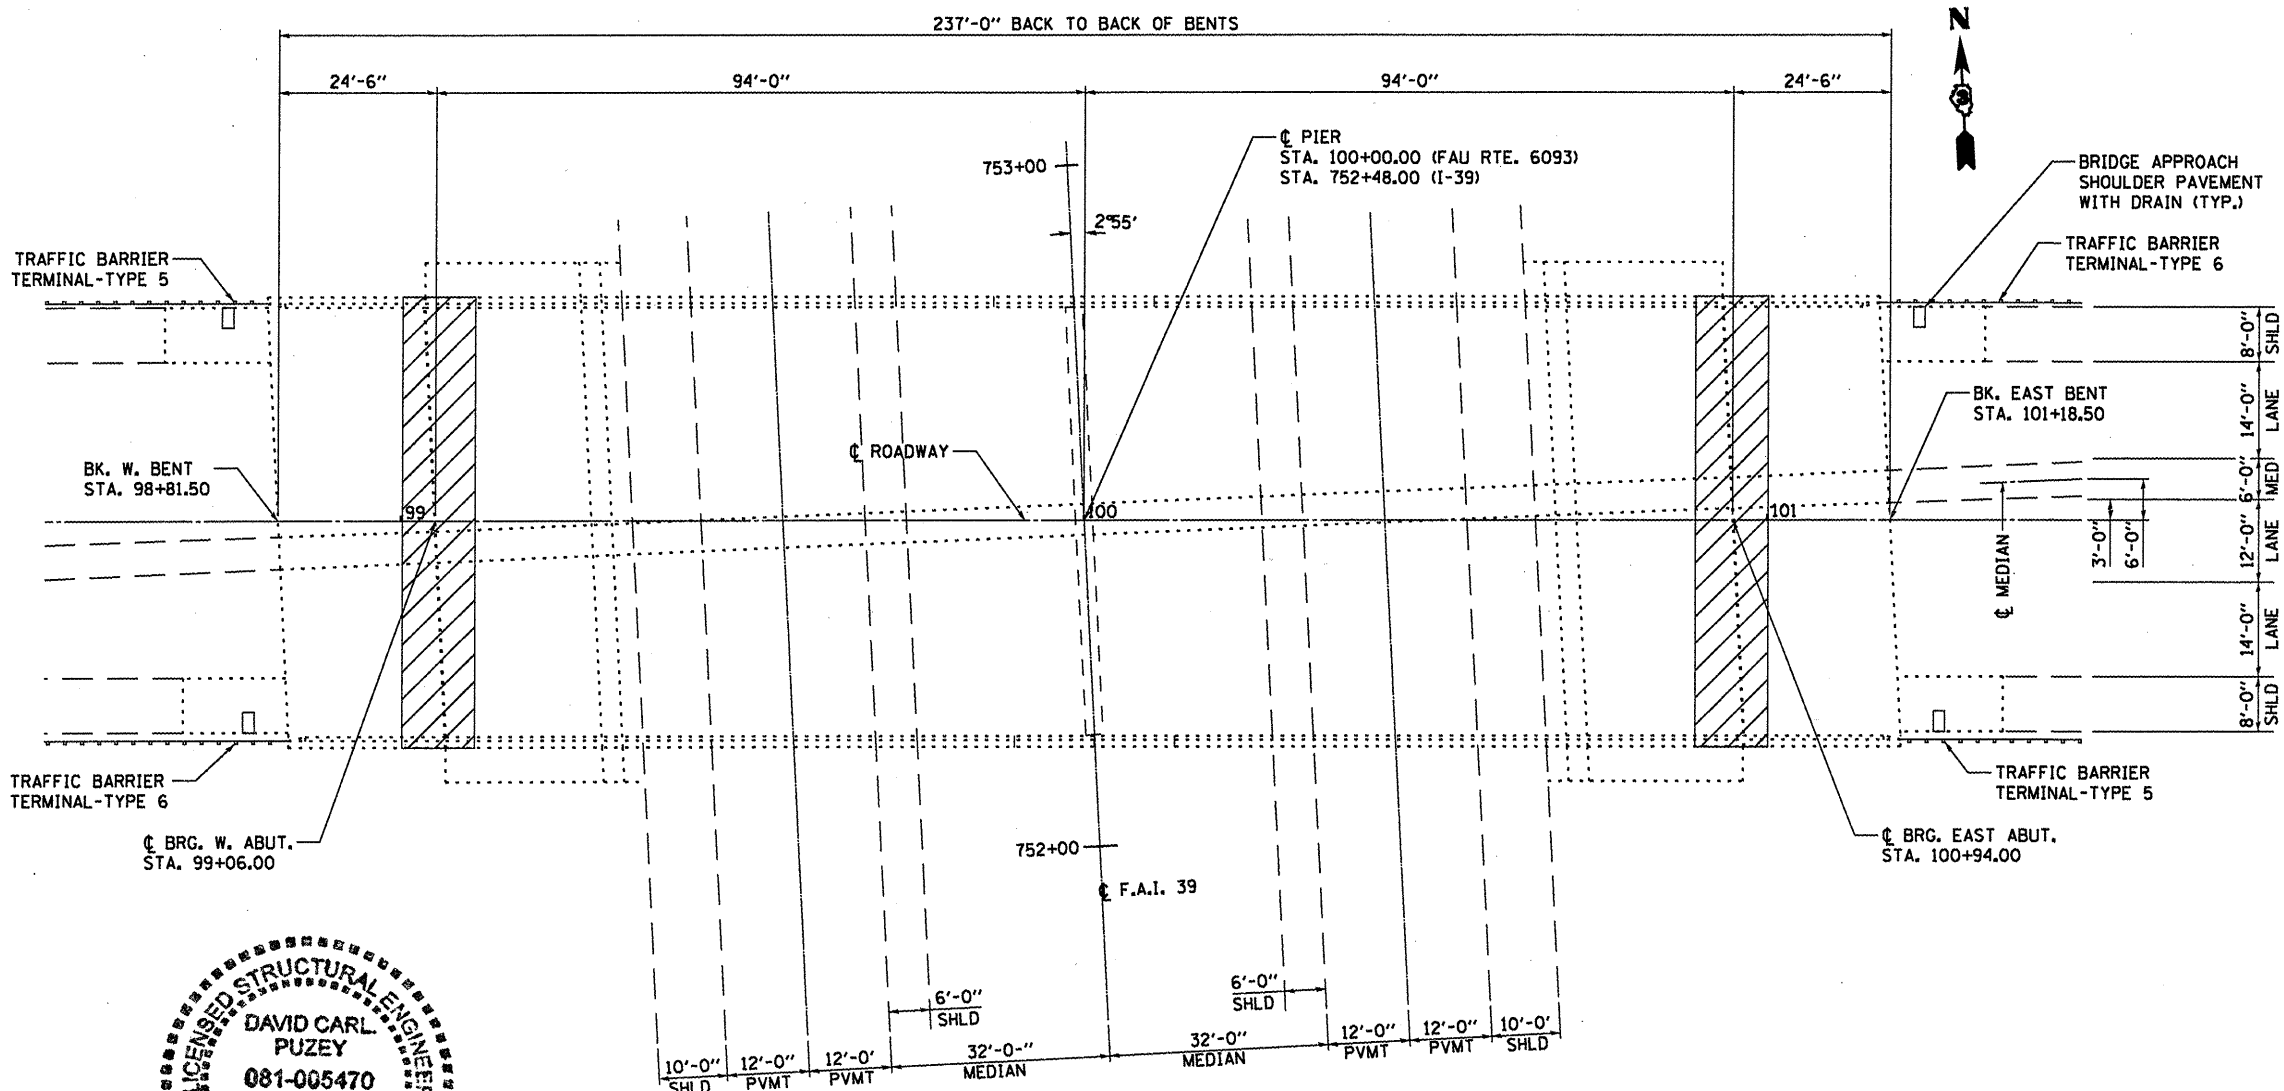 237'-0" BACK TO BACK OF BENTS
N
24'-6"
94'-0"
94'-0"
24'-6"
℄ PIER
STA. 100+00.00 (FAU RTE. 6093)
STA. 752+48.00 (I-39)
753+00
2°55'
BRIDGE APPROACH
SHOULDER PAVEMENT
WITH DRAIN (TYP.)
TRAFFIC BARRIER
TERMINAL-TYPE 5
TRAFFIC BARRIER
TERMINAL-TYPE 6
8'-0"
SHLD
14'-0"
LANE
BK. EAST BENT
STA. 101+18.50
℄ ROADWAY
BK. W. BENT
STA. 98+81.50
6'-0"
MED
99
100
101
12'-0"
LANE
3'-0"
6'-0"
℄ MEDIAN
14'-0"
LANE
8'-0"
SHLD
TRAFFIC BARRIER
TERMINAL-TYPE 6
TRAFFIC BARRIER
TERMINAL-TYPE 5
℄ BRG. W. ABUT.
STA. 99+06.00
℄ BRG. EAST ABUT.
STA. 100+94.00
752+00
℄ F.A.I. 39
6'-0"
SHLD
6'-0"
SHLD
10'-0"
SHLD
12'-0"
PVMT
12'-0'
PVMT
32'-0-"
MEDIAN
32'-0"
MEDIAN
12'-0"
PVMT
12'-0"
PVMT
10'-0'
SHLD
LICENSED STRUCTURAL ENGINEER
DAVID CARL.
PUZEY
081-005470